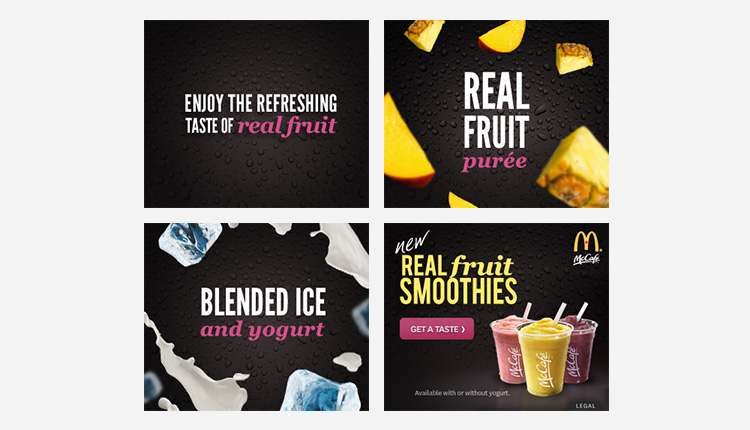 ENJOY THE REFRESHING
TASTE OF real fruit
REAL
FRUIT
purée
BLENDED ICE
and yogurt
new
REAL fruit
SMOOTHIES
GET A TASTE ❯
Available with or without yogurt.
McCafé
McCafé
McCafé
McCafé
LEGAL